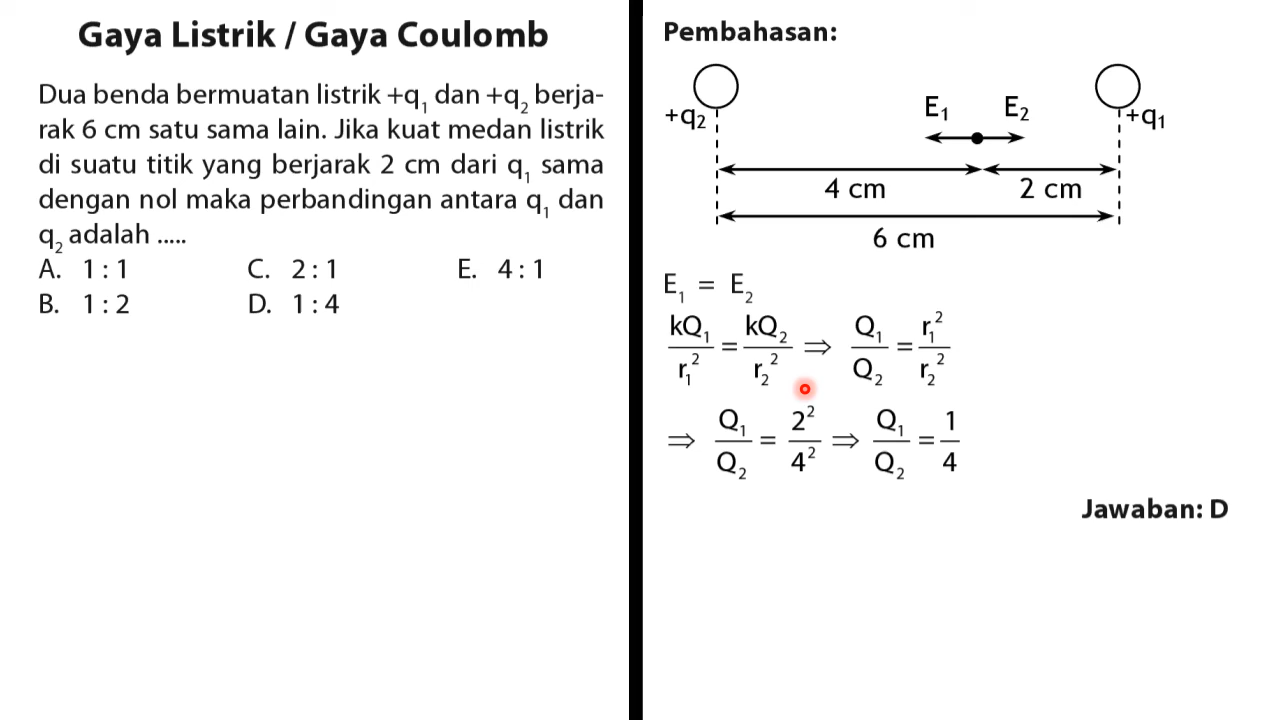 Gaya Listrik / Gaya Coulomb
Dua benda bermuatan listrik +q₁ dan +q₂ berja-
rak 6 cm satu sama lain. Jika kuat medan listrik
di suatu titik yang berjarak 2 cm dari q₁ sama
dengan nol maka perbandingan antara q₁ dan
q₂ adalah .....
A. 1 : 1 C. 2 : 1 E. 4 : 1
B. 1 : 2 D. 1 : 4
Pembahasan:
+q₂ E₁ E₂ +q₁
4 cm 2 cm
6 cm
E₁ = E₂
kQ₁/r₁² = kQ₂/r₂² ⇒ Q₁/Q₂ = r₁²/r₂²
⇒ Q₁/Q₂ = 2²/4² ⇒ Q₁/Q₂ = 1/4
Jawaban: D